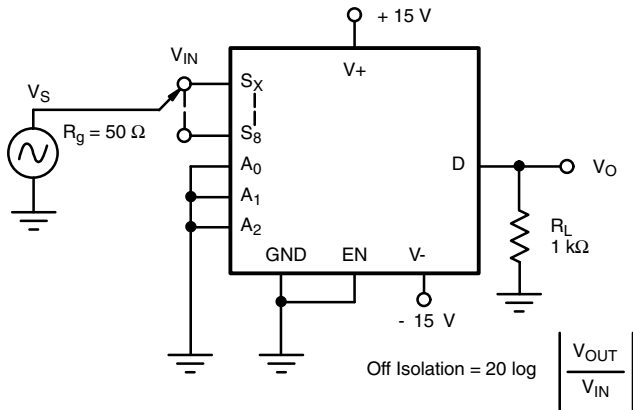 + 15 V
V_IN
V_S
V+
S_X
R_g = 50 Ω
S_8
A_0
D
V_O
A_1
A_2
R_L
1 kΩ
GND
EN
V-
- 15 V
Off Isolation = 20 log | V_OUT / V_IN |